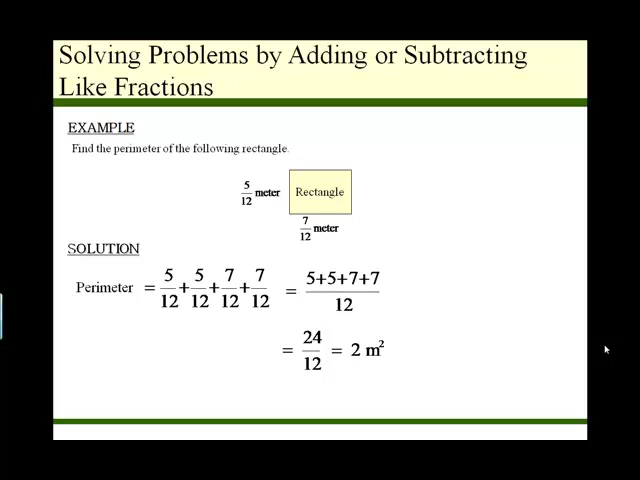 Solving Problems by Adding or Subtracting
Like Fractions
EXAMPLE
Find the perimeter of the following rectangle.
5/12 meter
Rectangle
7/12 meter
SOLUTION
Perimeter = 5/12 + 5/12 + 7/12 + 7/12 = 5+5+7+7/12
= 24/12 = 2 m²